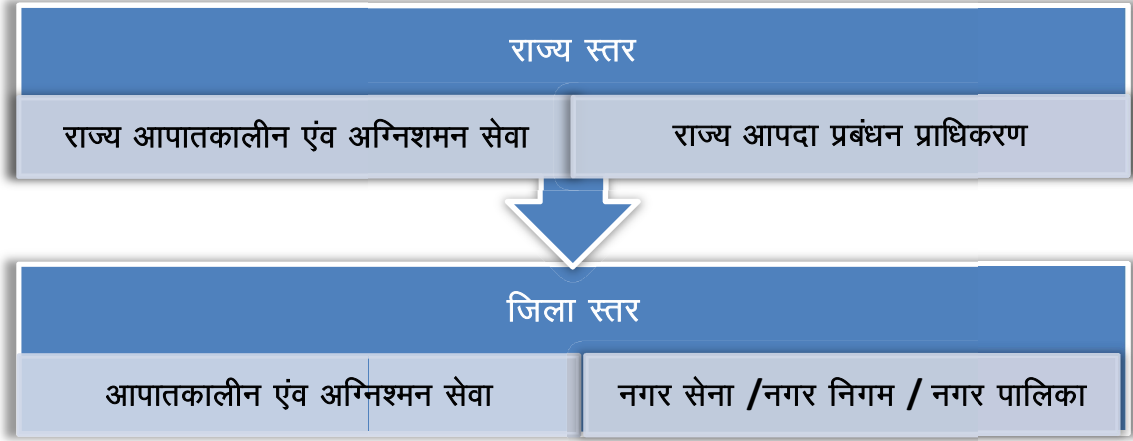 राज्य स्तर
राज्य आपातकालीन एंव अग्निशमन सेवा
राज्य आपदा प्रबंधन प्राधिकरण
जिला स्तर
आपातकालीन एंव अग्निश्मन सेवा
नगर सेना /नगर निगम / नगर पालिका